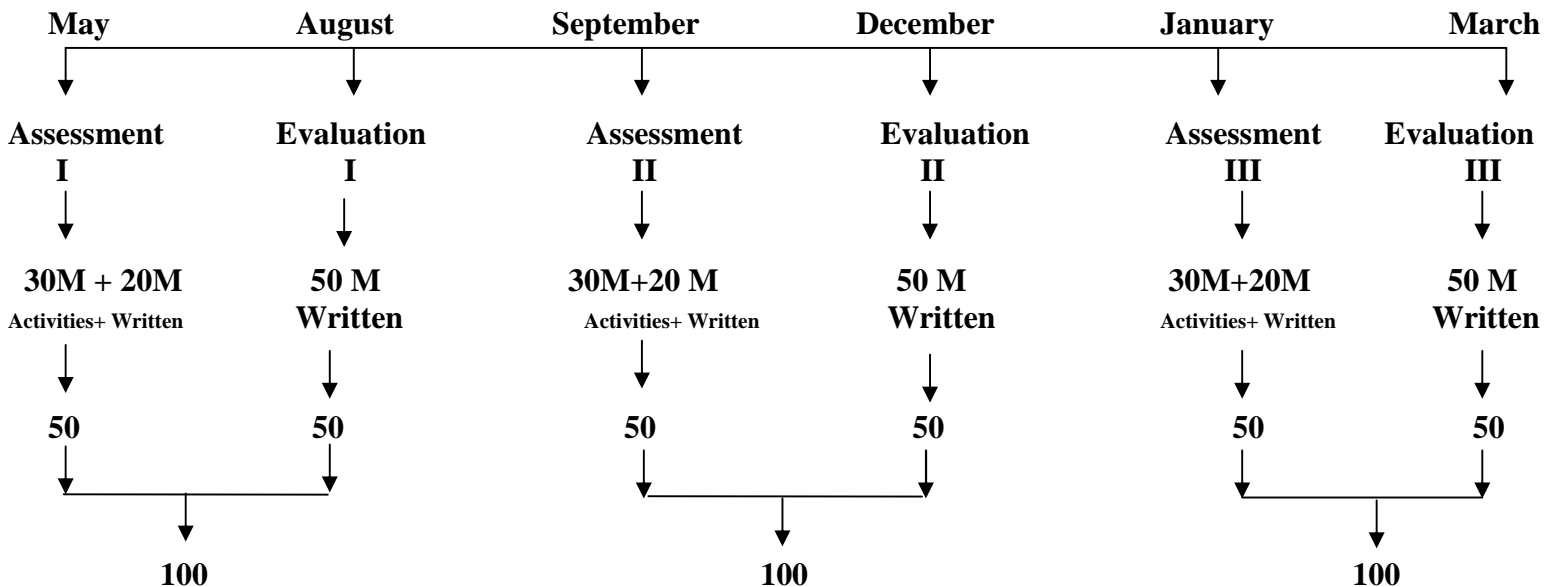 May August September December January March
Assessment Evaluation Assessment Evaluation Assessment Evaluation
I I II II III III
30M + 20M 50 M 30M+20 M 50 M 30M+20M 50 M
Activities+ Written Written Activities+ Written Written Activities+ Written Written
50 50 50 50 50 50
100 100 100